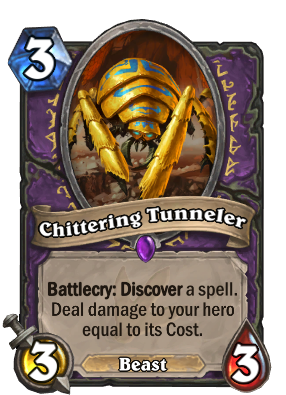 3
Chittering Tunneler
Battlecry: Discover a spell.
Deal damage to your hero
equal to its Cost.
3 Beast 3